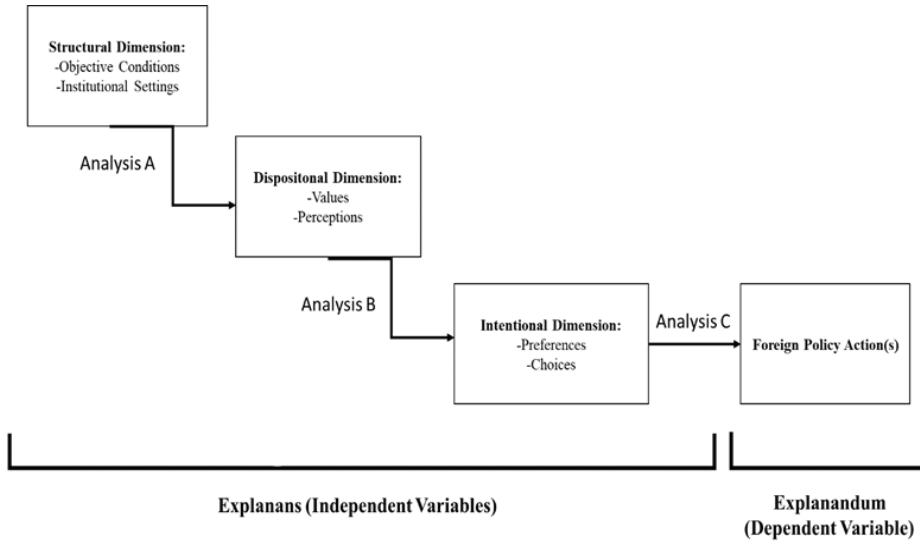 Structural Dimension:
-Objective Conditions
-Institutional Settings
Analysis A
Dispositonal Dimension:
-Values
-Perceptions
Analysis B
Intentional Dimension:
-Preferences
-Choices
Analysis C
Foreign Policy Action(s)
Explanans (Independent Variables)
Explanandum
(Dependent Variable)